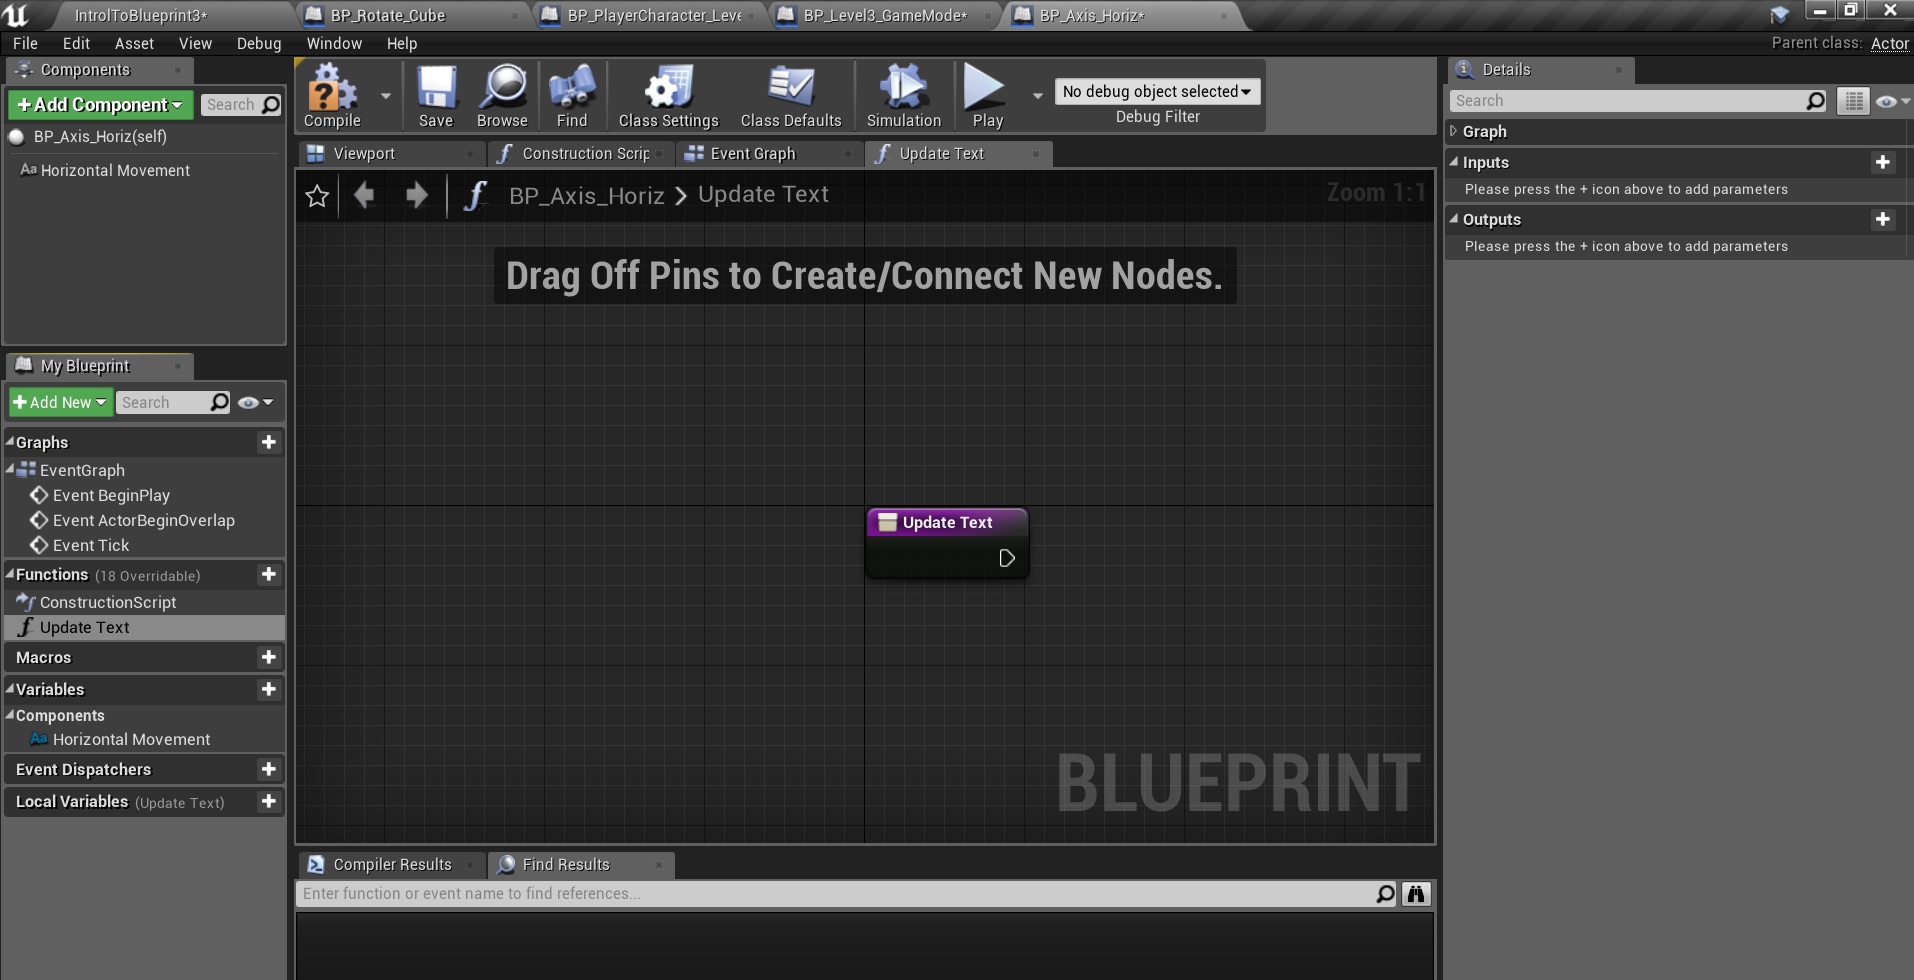 IntrolToBlueprint3*
BP_Rotate_Cube
BP_PlayerCharacter_Leve
BP_Level3_GameMode*
BP_Axis_Horiz*
File Edit Asset View Debug Window Help
Parent class: Actor
Components
+Add Component
Search
BP_Axis_Horiz(self)
Aa Horizontal Movement
Compile
Save
Browse
Find
Class Settings
Class Defaults
Simulation
Play
No debug object selected
Debug Filter
Viewport
Construction Scrip
Event Graph
Update Text
BP_Axis_Horiz > Update Text
Zoom 1:1
Drag Off Pins to Create/Connect New Nodes.
Update Text
BLUEPRINT
My Blueprint
+Add New
Search
Graphs
EventGraph
Event BeginPlay
Event ActorBeginOverlap
Event Tick
Functions (18 Overridable)
ConstructionScript
Update Text
Macros
Variables
Components
Aa Horizontal Movement
Event Dispatchers
Local Variables (Update Text)
Compiler Results
Find Results
Enter function or event name to find references...
Details
Search
Graph
Inputs
Please press the + icon above to add parameters
Outputs
Please press the + icon above to add parameters